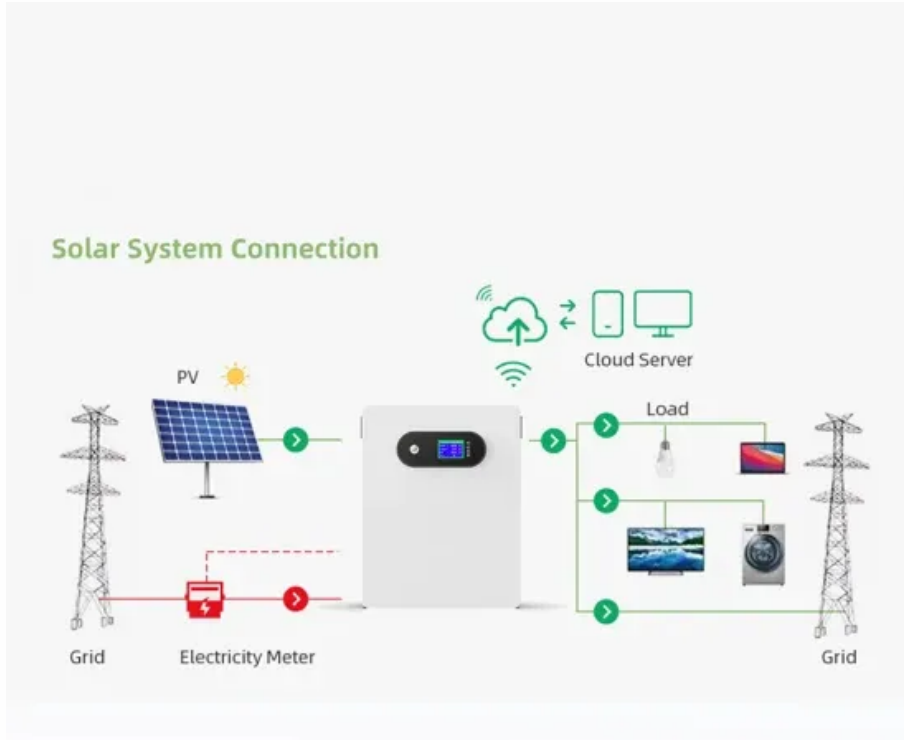 Solar System Connection
Cloud Server
PV
Load
Grid
Electricity Meter
Grid